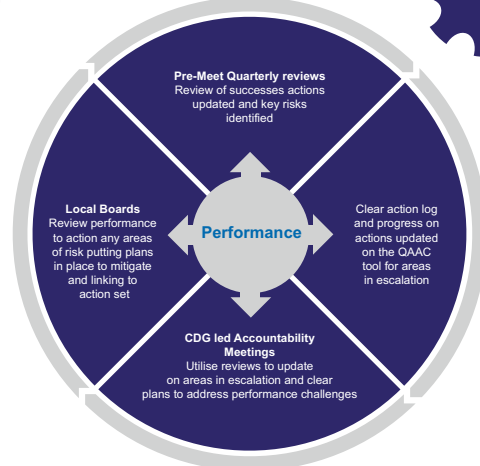 Pre-Meet Quarterly reviews
Review of successes actions
updated and key risks
identified
Local Boards
Review performance
to action any areas
of risk putting plans
in place to mitigate
and linking to
action set
Performance
Clear action log
and progress on
actions updated
on the QAAC
tool for areas
in escalation
CDG led Accountability
Meetings
Utilise reviews to update
on areas in escalation and clear
plans to address performance challenges